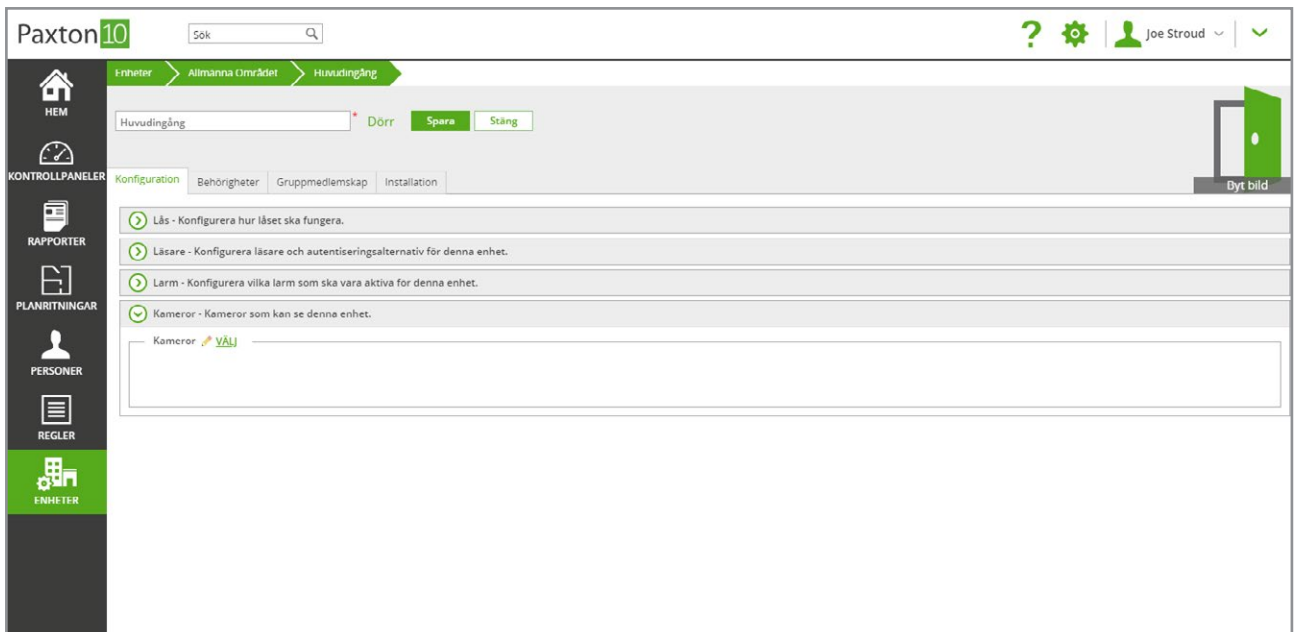 Paxton 10
Sök
Joe Stroud
Enheter
Allmänna Området
Huvudingång
Huvudingång * Dörr Spara Stäng
Byt bild
Konfiguration Behörigheter Gruppmedlemskap Installation
Lås - Konfigurera hur låset ska fungera.
Läsare - Konfigurera läsare och autentiseringsalternativ för denna enhet.
Larm - Konfigurera vilka larm som ska vara aktiva för denna enhet.
Kameror - Kameror som kan se denna enhet.
Kameror VÄLJ
HEM
KONTROLLPANELER
RAPPORTER
PLANRITNINGAR
PERSONER
REGLER
ENHETER